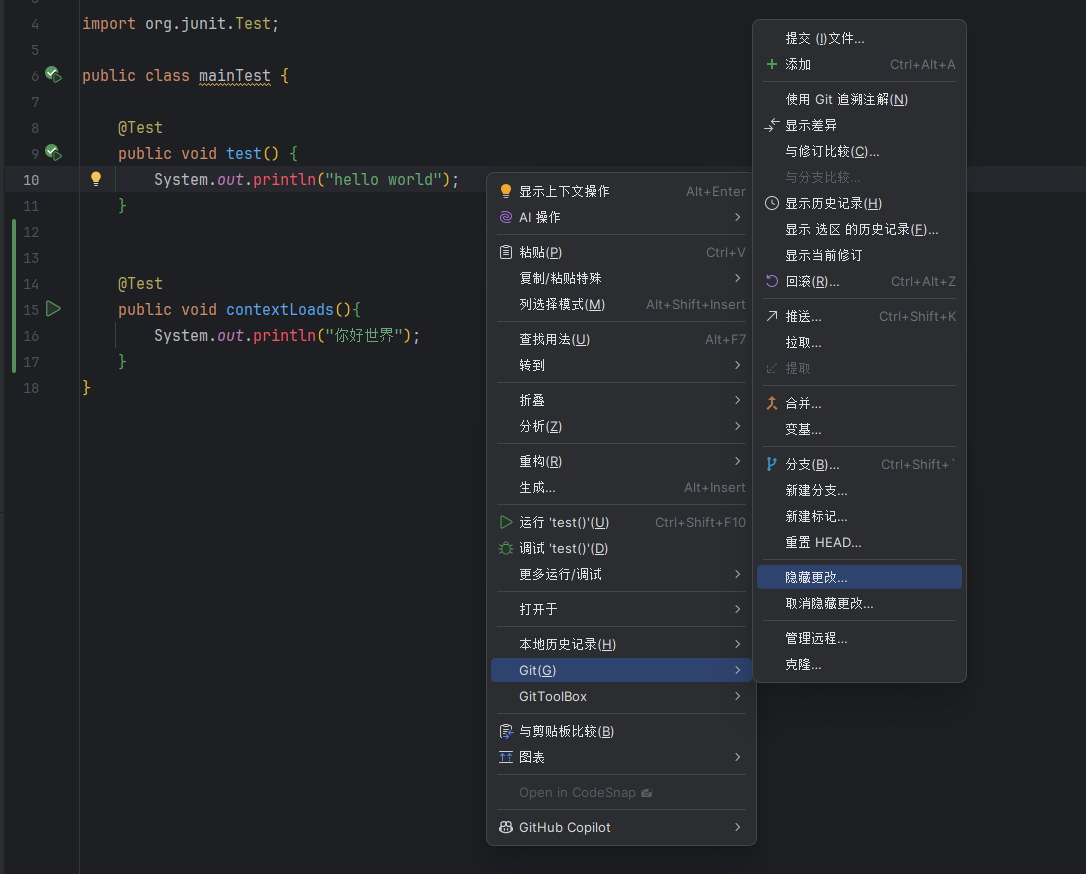 4 import org.junit.Test;
5
6 public class mainTest {
7
8 @Test
9 public void test() {
10 System.out.println("hello world");
11 }
12
13
14 @Test
15 public void contextLoads(){
16 System.out.println("你好世界");
17 }
18 }
显示上下文操作 Alt+Enter
AI 操作
粘贴(P) Ctrl+V
复制/粘贴特殊
列选择模式(M) Alt+Shift+Insert
查找用法(U) Alt+F7
转到
折叠
分析(Z)
重构(R)
生成... Alt+Insert
运行 'test()'(U) Ctrl+Shift+F10
调试 'test()'(D)
更多运行/调试
打开于
本地历史记录(H)
Git(G)
GitToolBox
与剪贴板比较(B)
图表
Open in CodeSnap
GitHub Copilot
提交 (I)文件...
添加 Ctrl+Alt+A
使用 Git 追溯注解(N)
显示差异
与修订比较(C)...
与分支比较...
显示历史记录(H)
显示 选区 的历史记录(F)...
显示当前修订
回滚(R)... Ctrl+Alt+Z
推送... Ctrl+Shift+K
拉取...
提取
合并...
变基...
分支(B)... Ctrl+Shift+`
新建分支...
新建标记...
重置 HEAD...
隐藏更改...
取消隐藏更改...
管理远程...
克隆...